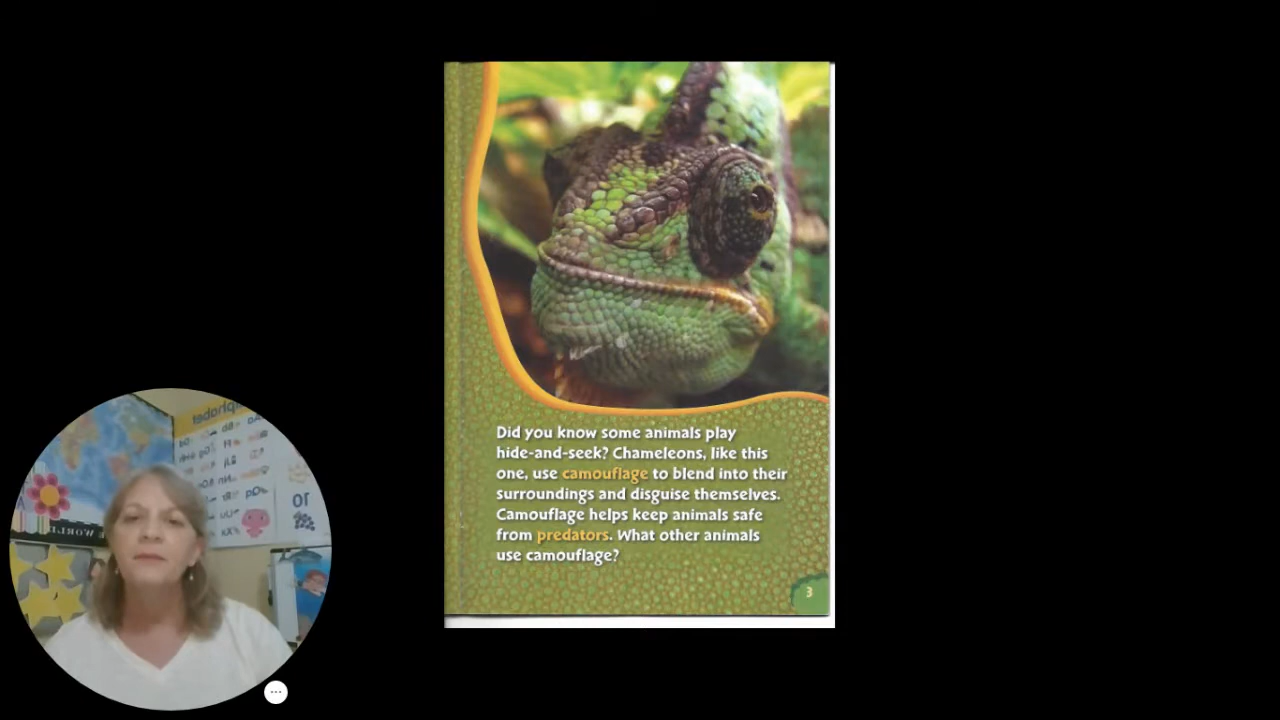 Did you know some animals play
hide-and-seek? Chameleons, like this
one, use camouflage to blend into their
surroundings and disguise themselves.
Camouflage helps keep animals safe
from predators. What other animals
use camouflage?
3
10